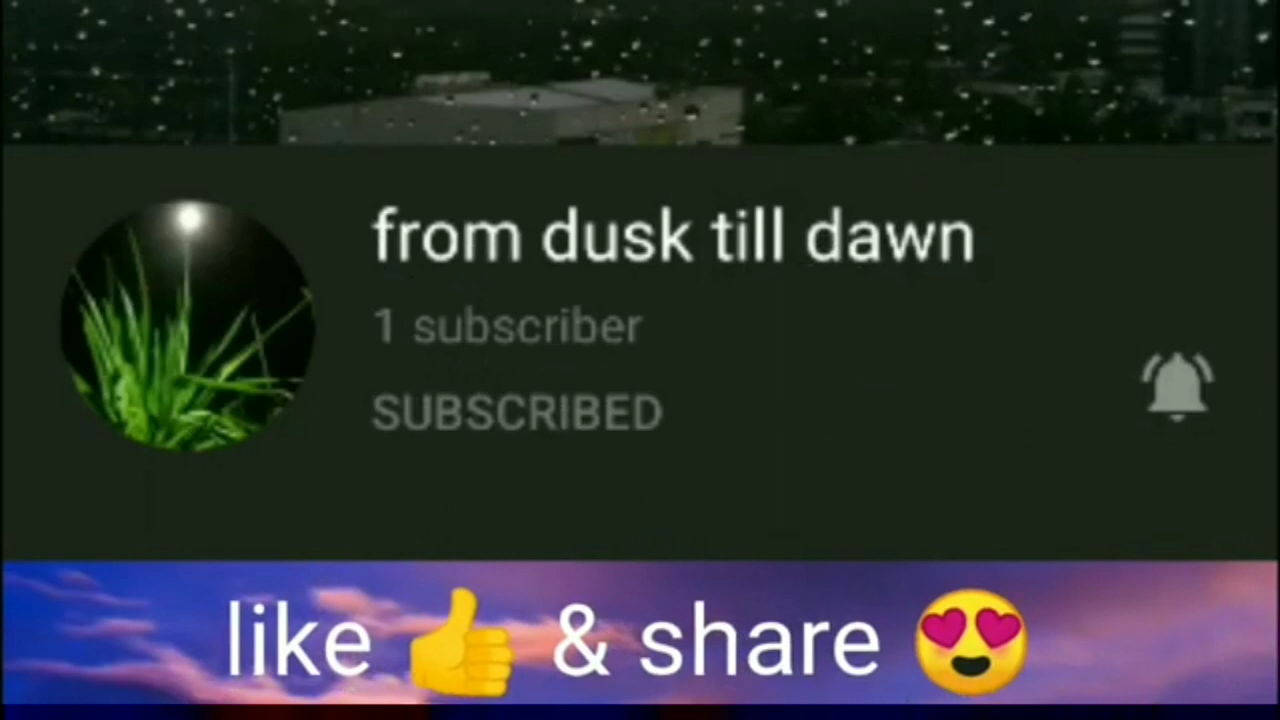 from dusk till dawn
1 subscriber
SUBSCRIBED
like 👍 & share 😍